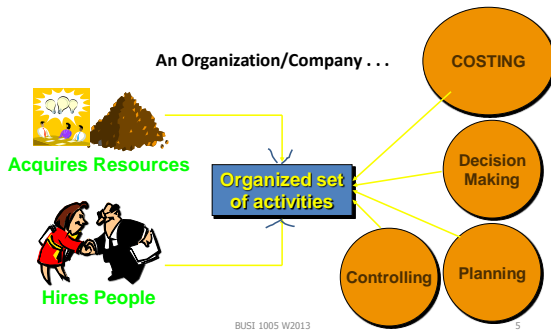 An Organization/Company . . .
COSTING
Acquires Resources
Decision
Making
Organized set
of activities
Hires People
Controlling
Planning
BUSI 1005 W2013
5